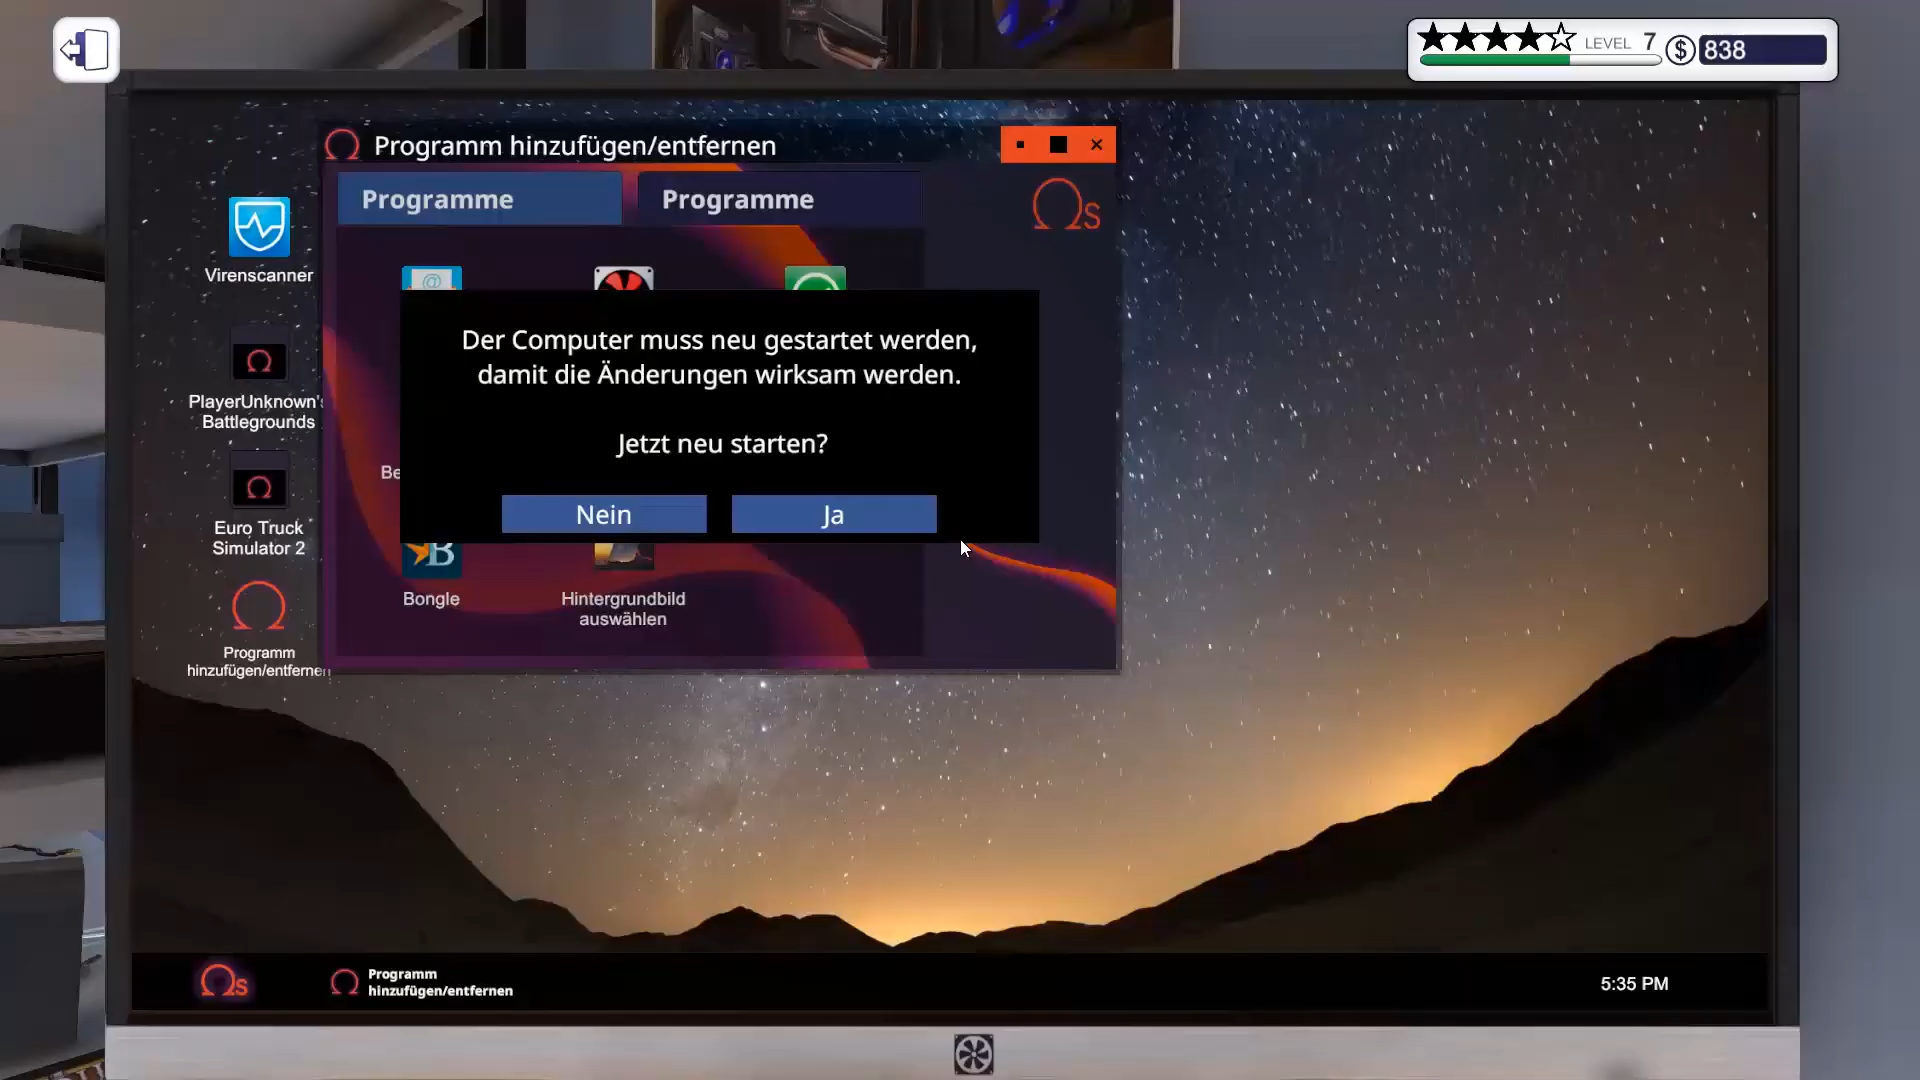 LEVEL 7
$ 838
Programm hinzufügen/entfernen
Programme
Programme
Ωs
Virenscanner
PlayerUnknown's
Battlegrounds
Euro Truck
Simulator 2
Programm
hinzufügen/entfernen
Der Computer muss neu gestartet werden,
damit die Änderungen wirksam werden.
Jetzt neu starten?
Nein
Ja
Be
Bongle
Hintergrundbild
auswählen
Ωs
Programm
hinzufügen/entfernen
5:35 PM